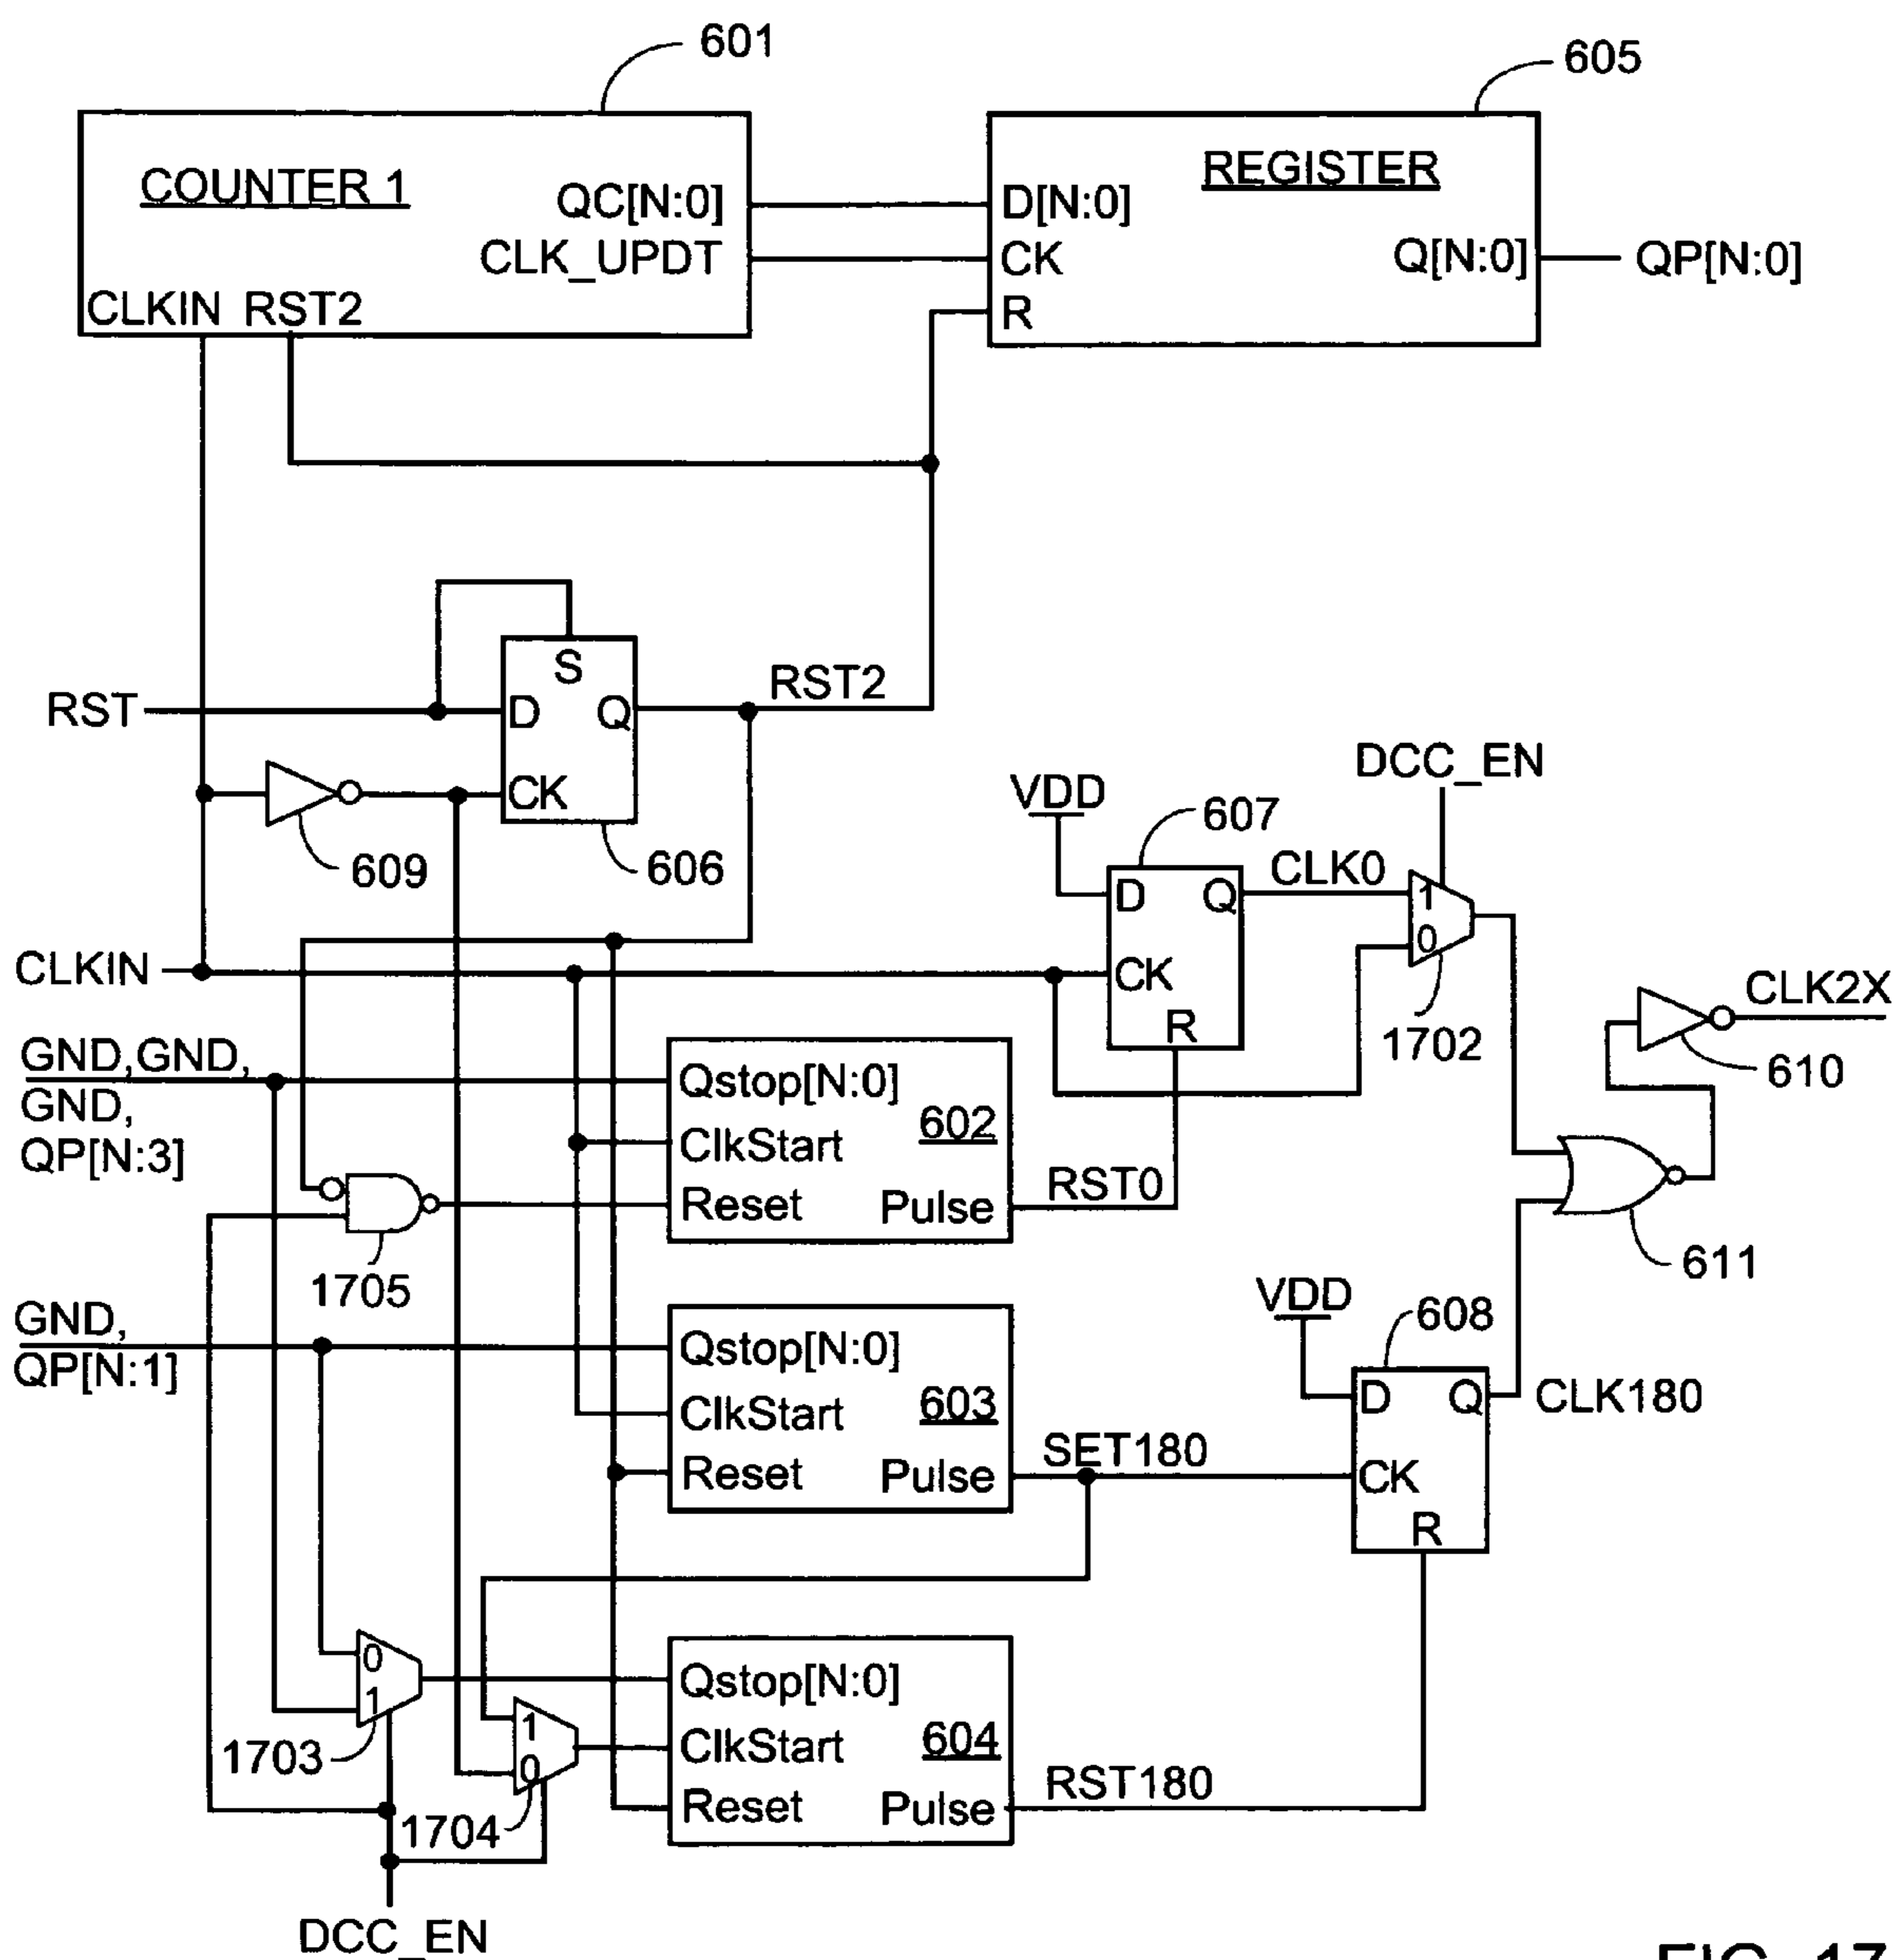 601
605
COUNTER 1
QC[N:0]
CLK_UPDT
CLKIN RST2
REGISTER
D[N:0]
CK
R
Q[N:0]
QP[N:0]
RST
S
D Q
CK
RST2
609
606
DCC_EN
VDD
607
D Q
CK
R
CLK0
1
0
1702
CLKIN
CLK2X
610
GND,GND,
GND,
QP[N:3]
Qstop[N:0]
ClkStart
Reset
602
Pulse
RST0
1705
611
GND,
QP[N:1]
Qstop[N:0]
ClkStart
Reset
603
Pulse
SET180
VDD
608
D Q
CK
R
CLK180
0
1
1703
1
0
1704
Qstop[N:0]
ClkStart
Reset
604
Pulse
RST180
DCC_EN
FIG. 17